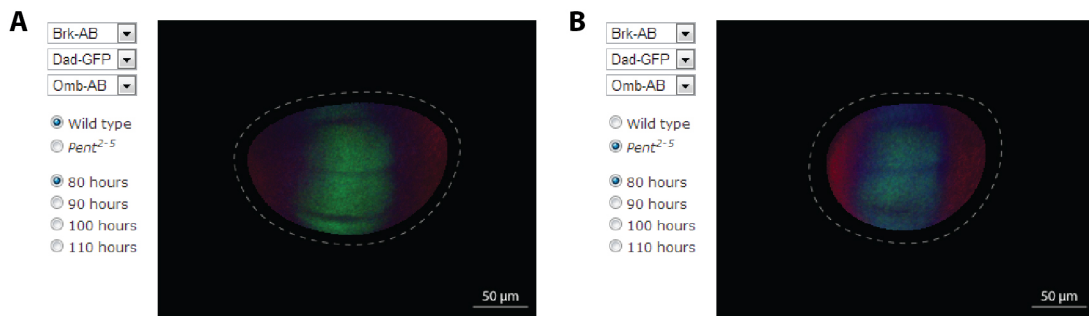 A
Brk-AB
Dad-GFP
Omb-AB
Wild type
Pent2-5
80 hours
90 hours
100 hours
110 hours
50 µm
B
Brk-AB
Dad-GFP
Omb-AB
Wild type
Pent2-5
80 hours
90 hours
100 hours
110 hours
50 µm